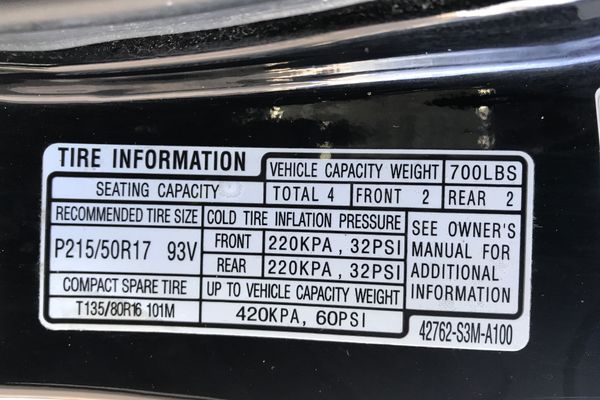 TIRE INFORMATION
VEHICLE CAPACITY WEIGHT 700LBS
SEATING CAPACITY TOTAL 4 FRONT 2 REAR 2
RECOMMENDED TIRE SIZE
P215/50R17 93V
COMPACT SPARE TIRE
T135/80R16 101M
COLD TIRE INFLATION PRESSURE
FRONT 220KPA, 32PSI
REAR 220KPA, 32PSI
UP TO VEHICLE CAPACITY WEIGHT
420KPA, 60PSI
SEE OWNER'S
MANUAL FOR
ADDITIONAL
INFORMATION
42762-S3M-A100